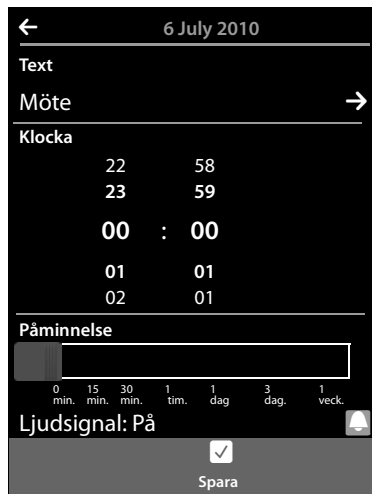 6 July 2010
Text
Möte
Klocka
22 58
23 59
00 : 00
01 01
02 01
Påminnelse
0 min. 15 min. 30 min. 1 tim. 1 dag 3 dag. 1 veck.
Ljudsignal: På
Spara